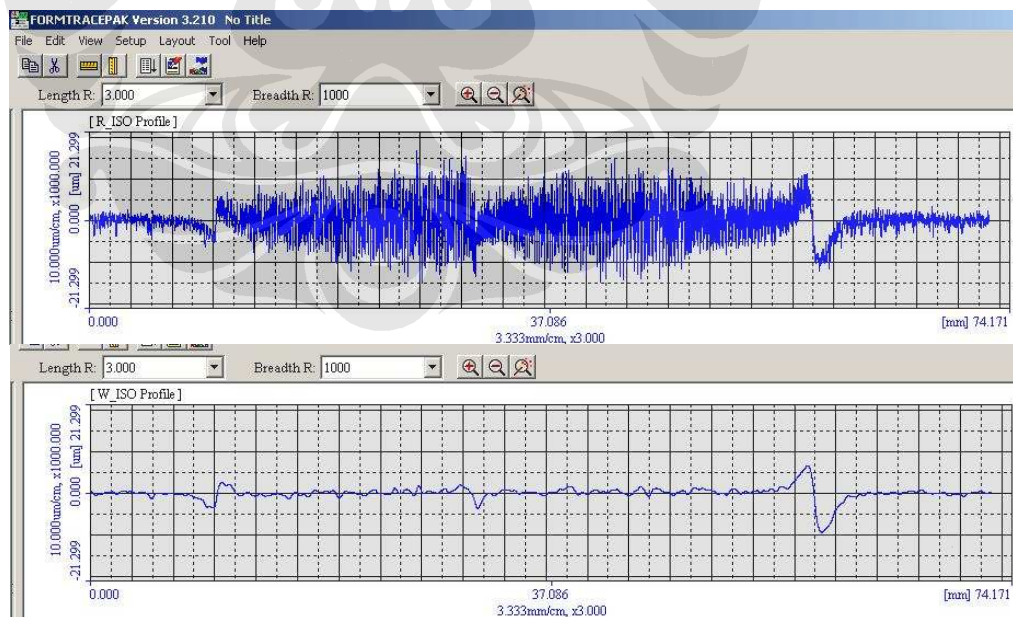 FORMTRACEPAK Version 3.210 No Title
File Edit View Setup Layout Tool Help
Length R: 3.000 Breadth R: 1000
[ R_ISO Profile ]
10.000um/cm, x1000.000
[um] 21.299
0.000
-21.299
0.000 37.086 [mm] 74.171
3.333mm/cm, x3.000
Length R: 3.000 Breadth R: 1000
[ W_ISO Profile ]
10.000um/cm, x1000.000
[um] 21.299
0.000
-21.299
0.000 37.086 [mm] 74.171
3.333mm/cm, x3.000